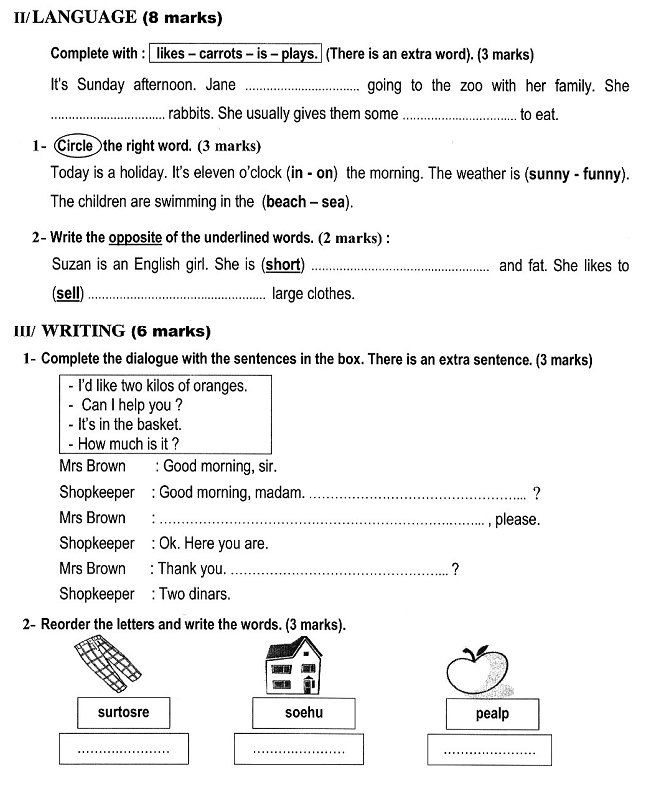 II/ LANGUAGE (8 marks)
Complete with : likes – carrots – is – plays. (There is an extra word). (3 marks)
It's Sunday afternoon. Jane ................................ going to the zoo with her family. She
................................ rabbits. She usually gives them some ................................ to eat.
1- Circle the right word. (3 marks)
Today is a holiday. It's eleven o'clock (in - on) the morning. The weather is (sunny - funny).
The children are swimming in the (beach – sea).
2- Write the opposite of the underlined words. (2 marks) :
Suzan is an English girl. She is (short) ................................................ and fat. She likes to
(sell) ................................................ large clothes.
III/ WRITING (6 marks)
1- Complete the dialogue with the sentences in the box. There is an extra sentence. (3 marks)
- I'd like two kilos of oranges.
- Can I help you ?
- It's in the basket.
- How much is it ?
Mrs Brown : Good morning, sir.
Shopkeeper : Good morning, madam. ................................................ ?
Mrs Brown : ................................................................................ , please.
Shopkeeper : Ok. Here you are.
Mrs Brown : Thank you. ................................................ ?
Shopkeeper : Two dinars.
2- Reorder the letters and write the words. (3 marks).
surtosre soehu pealp
...................... ...................... ......................